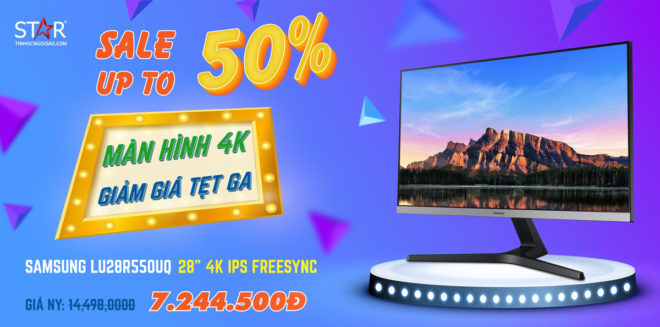 STAR
TINHOCNGOISAO.COM
SALE
UP TO
50%
MÀN HÌNH 4K
GIẢM GIÁ TẸT GA
SAMSUNG LU28R550UQ 28" 4K IPS FREESYNC
GIÁ NY: 14,498,000Đ 7.244.500Đ
SAMSUNG